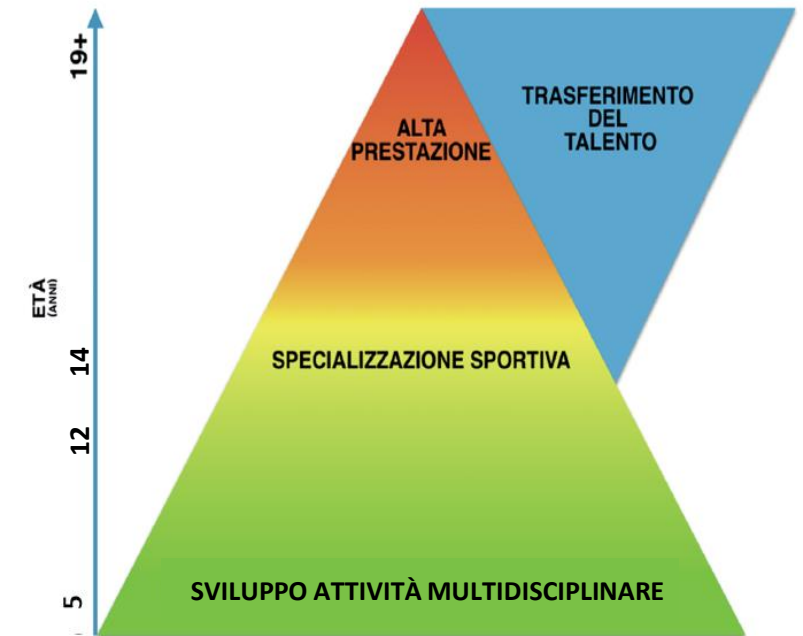 19+
TRASFERIMENTO
DEL
TALENTO
ALTA
PRESTAZIONE
ETÀ
(ANNI)
14
SPECIALIZZAZIONE SPORTIVA
12
5
SVILUPPO ATTIVITÀ MULTIDISCIPLINARE